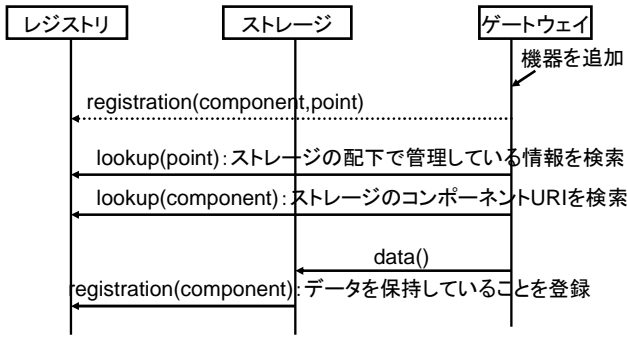 レジストリ
ストレージ
ゲートウェイ
機器を追加
registration(component,point)
lookup(point):ストレージの配下で管理している情報を検索
lookup(component):ストレージのコンポーネントURIを検索
data()
registration(component):データを保持していることを登録